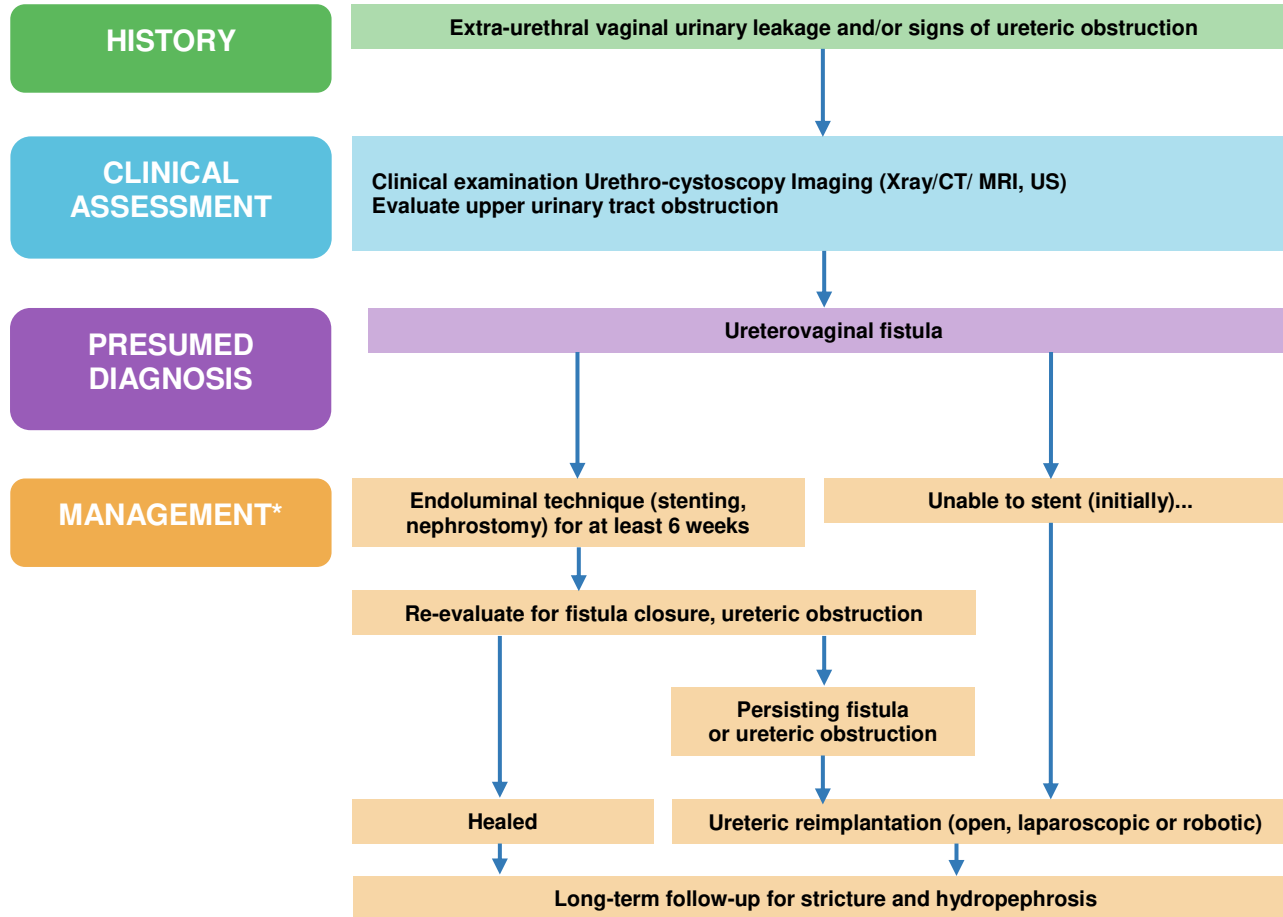 HISTORY
Extra-urethral vaginal urinary leakage and/or signs of ureteric obstruction
CLINICAL
ASSESSMENT
Clinical examination Urethro-cystoscopy Imaging (Xray/CT/ MRI, US)
Evaluate upper urinary tract obstruction
PRESUMED
DIAGNOSIS
Ureterovaginal fistula
MANAGEMENT*
Endoluminal technique (stenting,
nephrostomy) for at least 6 weeks
Unable to stent (initially)...
Re-evaluate for fistula closure, ureteric obstruction
Persisting fistula
or ureteric obstruction
Healed
Ureteric reimplantation (open, laparoscopic or robotic)
Long-term follow-up for stricture and hydropephrosis